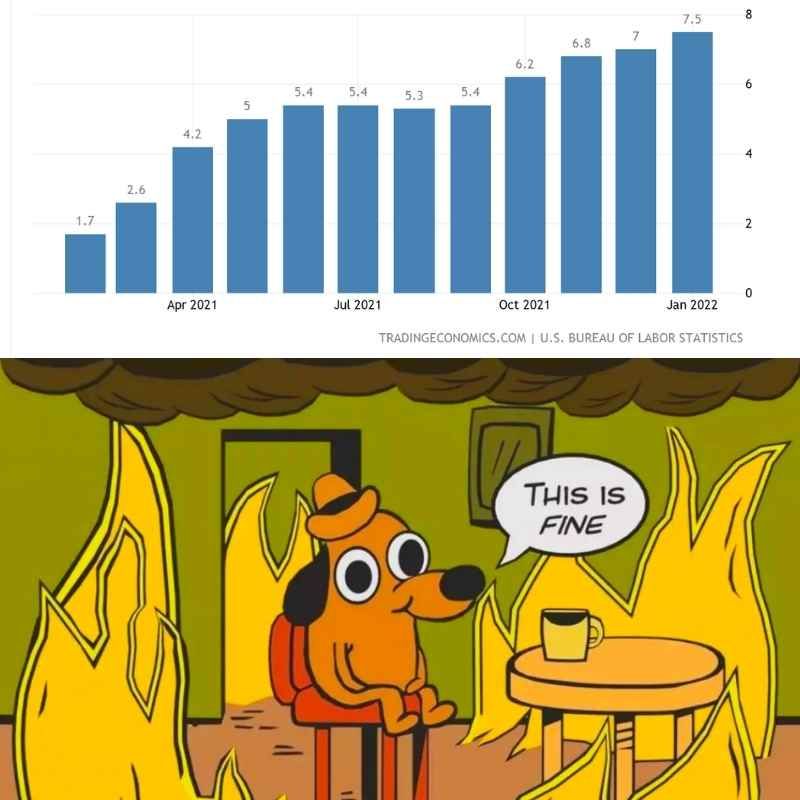 8
7.5
7
6.8
6.2
6
5.4
5.4
5.3
5.4
5
4.2
4
2.6
1.7
2
0
Apr 2021
Jul 2021
Oct 2021
Jan 2022
TRADINGECONOMICS.COM | U.S. BUREAU OF LABOR STATISTICS
THIS IS
FINE